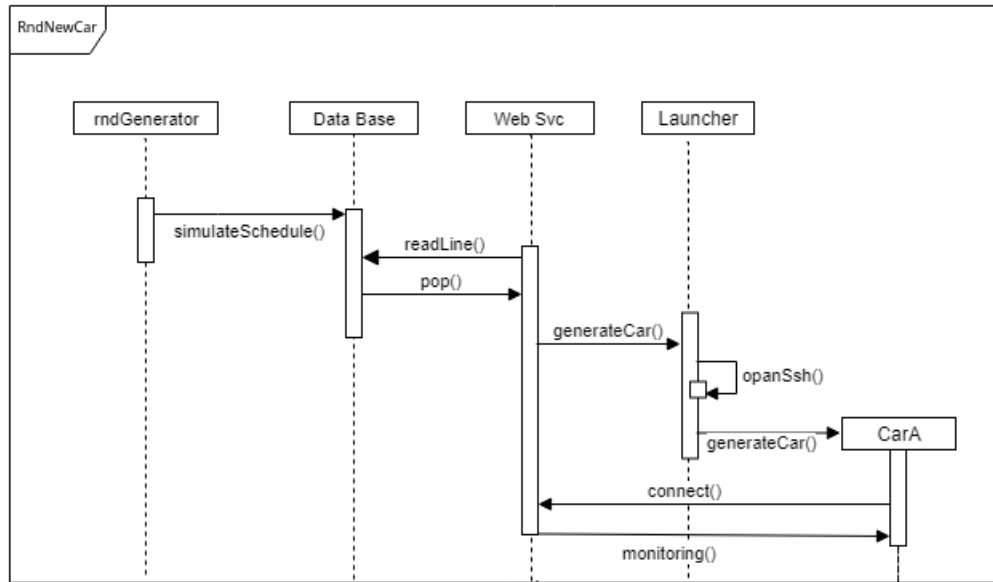 RndNewCar
rndGenerator
Data Base
Web Svc
Launcher
simulateSchedule()
readLine()
pop()
generateCar()
opanSsh()
CarA
generateCar()
connect()
monitoring()